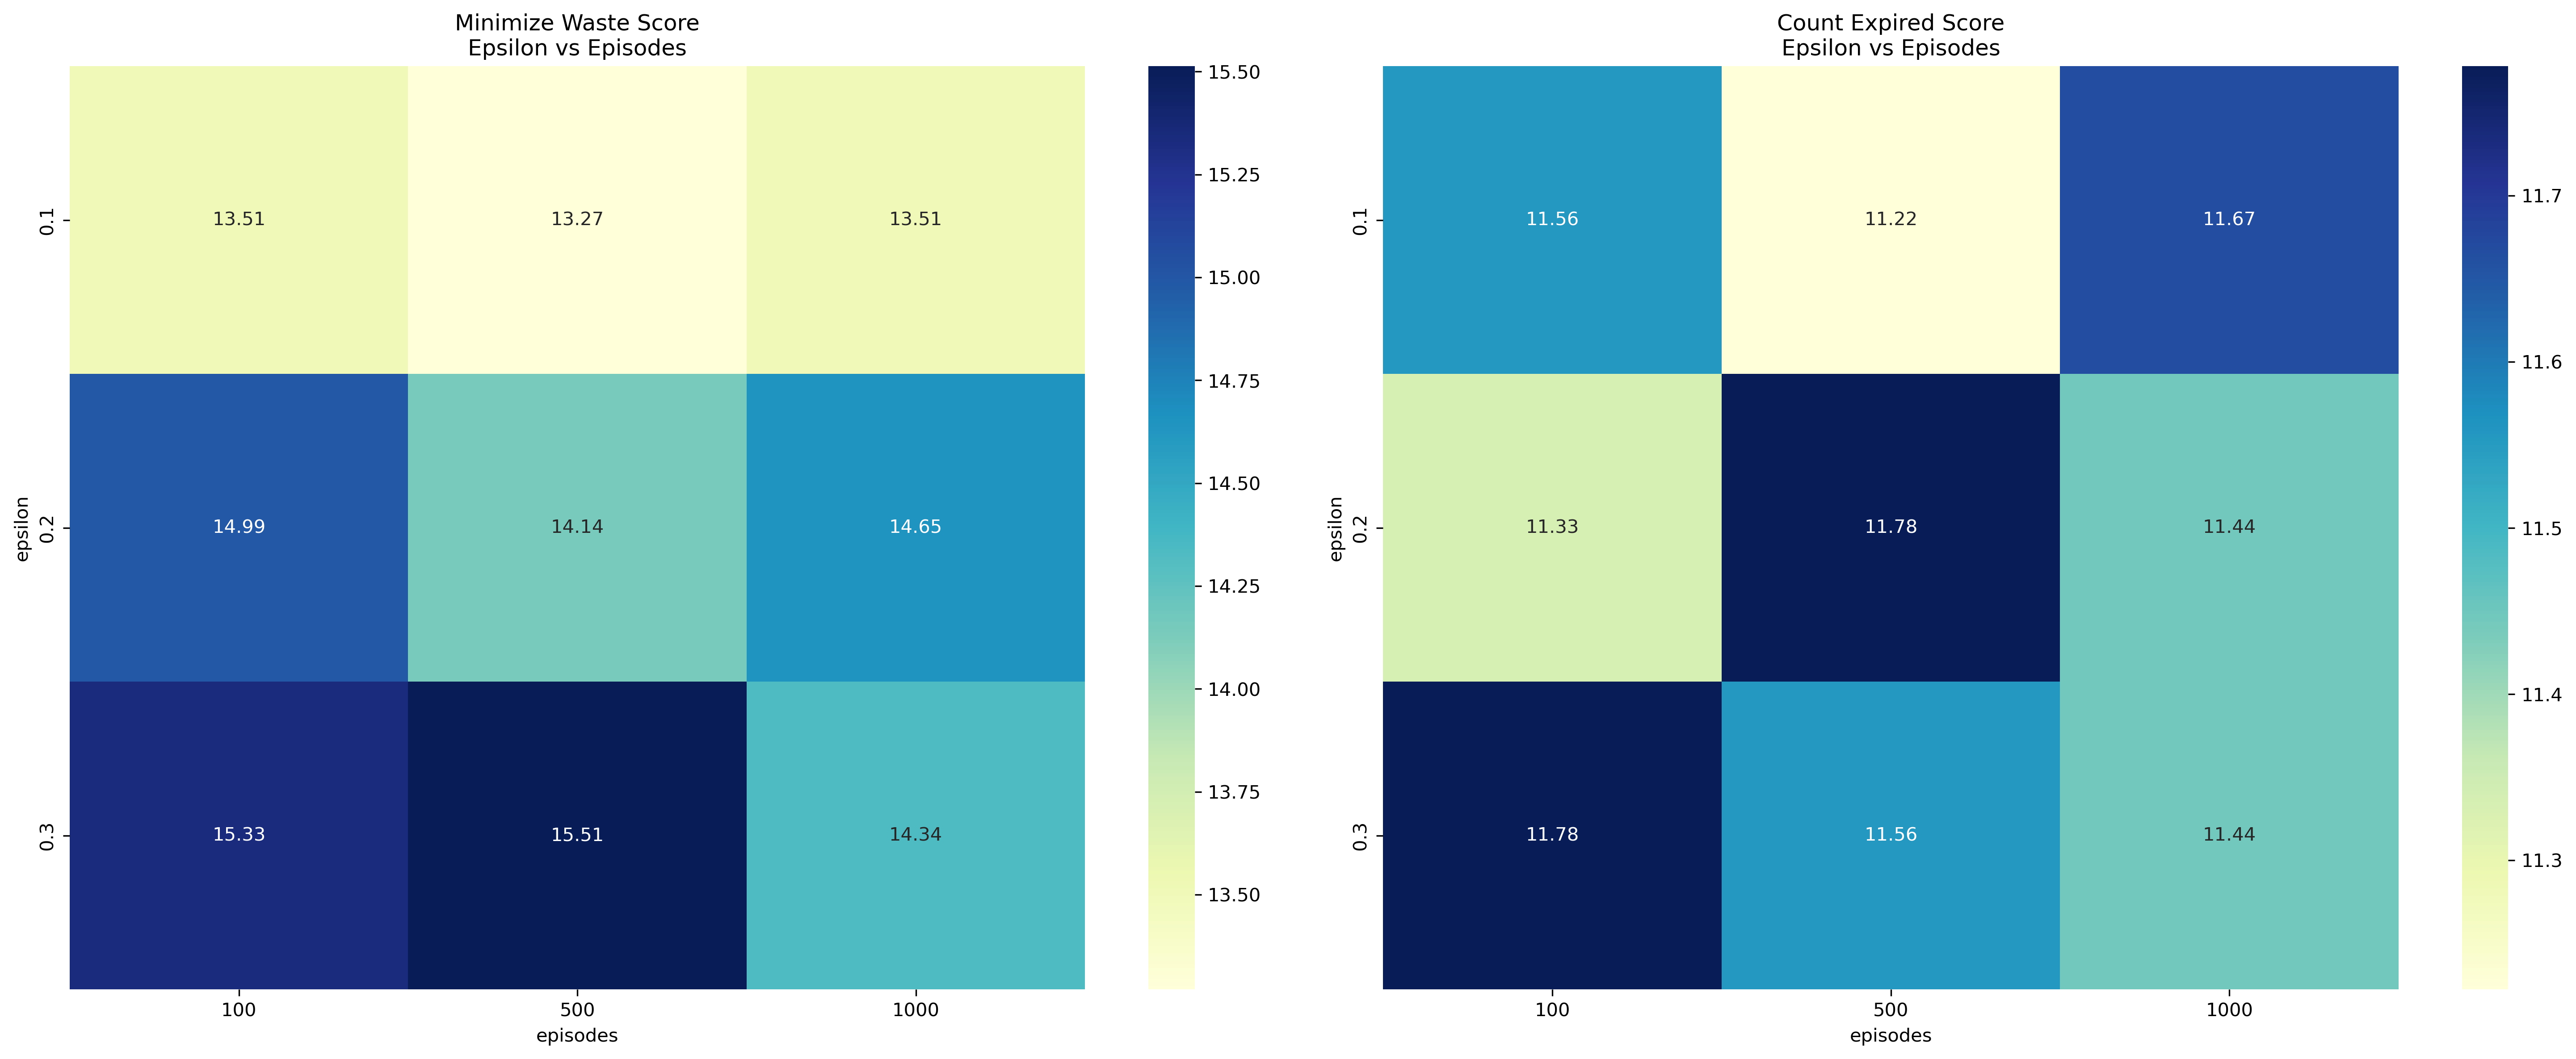 Minimize Waste Score
Epsilon vs Episodes
epsilon
0.1
0.2
0.3
13.51 13.27 13.51
14.99 14.14 14.65
15.33 15.51 14.34
100 500 1000
episodes
15.50
15.25
15.00
14.75
14.50
14.25
14.00
13.75
13.50
Count Expired Score
Epsilon vs Episodes
epsilon
0.1
0.2
0.3
11.56 11.22 11.67
11.33 11.78 11.44
11.78 11.56 11.44
100 500 1000
episodes
11.7
11.6
11.5
11.4
11.3